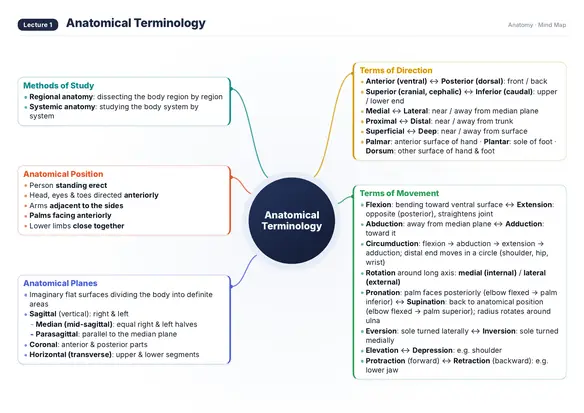 Lecture 1 Anatomical Terminology
Anatomy · Mind Map
Methods of Study
• Regional anatomy: dissecting the body region by region
• Systemic anatomy: studying the body system by
system
Anatomical Position
• Person standing erect
• Head, eyes & toes directed anteriorly
• Arms adjacent to the sides
• Palms facing anteriorly
• Lower limbs close together
Anatomical Planes
• Imaginary flat surfaces dividing the body into definite
areas
• Sagittal (vertical): right & left
- Median (mid-sagittal): equal right & left halves
- Parasagittal: parallel to the median plane
• Coronal: anterior & posterior parts
• Horizontal (transverse): upper & lower segments
Anatomical
Terminology
Terms of Direction
• Anterior (ventral) ↔ Posterior (dorsal): front / back
• Superior (cranial, cephalic) ↔ Inferior (caudal): upper
/ lower end
• Medial ↔ Lateral: near / away from median plane
• Proximal ↔ Distal: near / away from trunk
• Superficial ↔ Deep: near / away from surface
• Palmar: anterior surface of hand · Plantar: sole of foot ·
Dorsum: other surface of hand & foot
Terms of Movement
• Flexion: bending toward ventral surface ↔ Extension:
opposite (posterior), straightens joint
• Abduction: away from median plane ↔ Adduction:
toward it
• Circumduction: flexion → abduction → extension →
adduction; distal end moves in a circle (shoulder, hip,
wrist)
• Rotation around long axis: medial (internal) / lateral
(external)
• Pronation: palm faces posteriorly (elbow flexed → palm
inferior) ↔ Supination: back to anatomical position
(elbow flexed → palm superior); radius rotates around
ulna
• Eversion: sole turned laterally ↔ Inversion: sole turned
medially
• Elevation ↔ Depression: e.g. shoulder
• Protraction (forward) ↔ Retraction (backward): e.g.
lower jaw